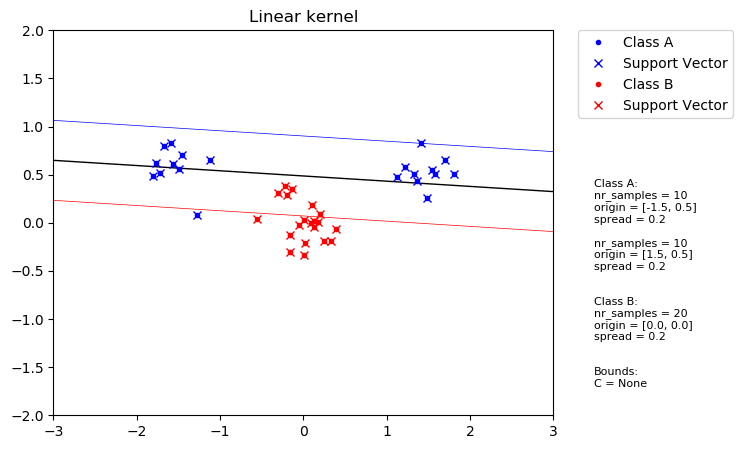 Linear kernel
2.0
1.5
1.0
0.5
0.0
−0.5
−1.0
−1.5
−2.0
−3
−2
−1
0
1
2
3
Class A
Support Vector
Class B
Support Vector
Class A:
nr_samples = 10
origin = [-1.5, 0.5]
spread = 0.2
nr_samples = 10
origin = [1.5, 0.5]
spread = 0.2
Class B:
nr_samples = 20
origin = [0.0, 0.0]
spread = 0.2
Bounds:
C = None